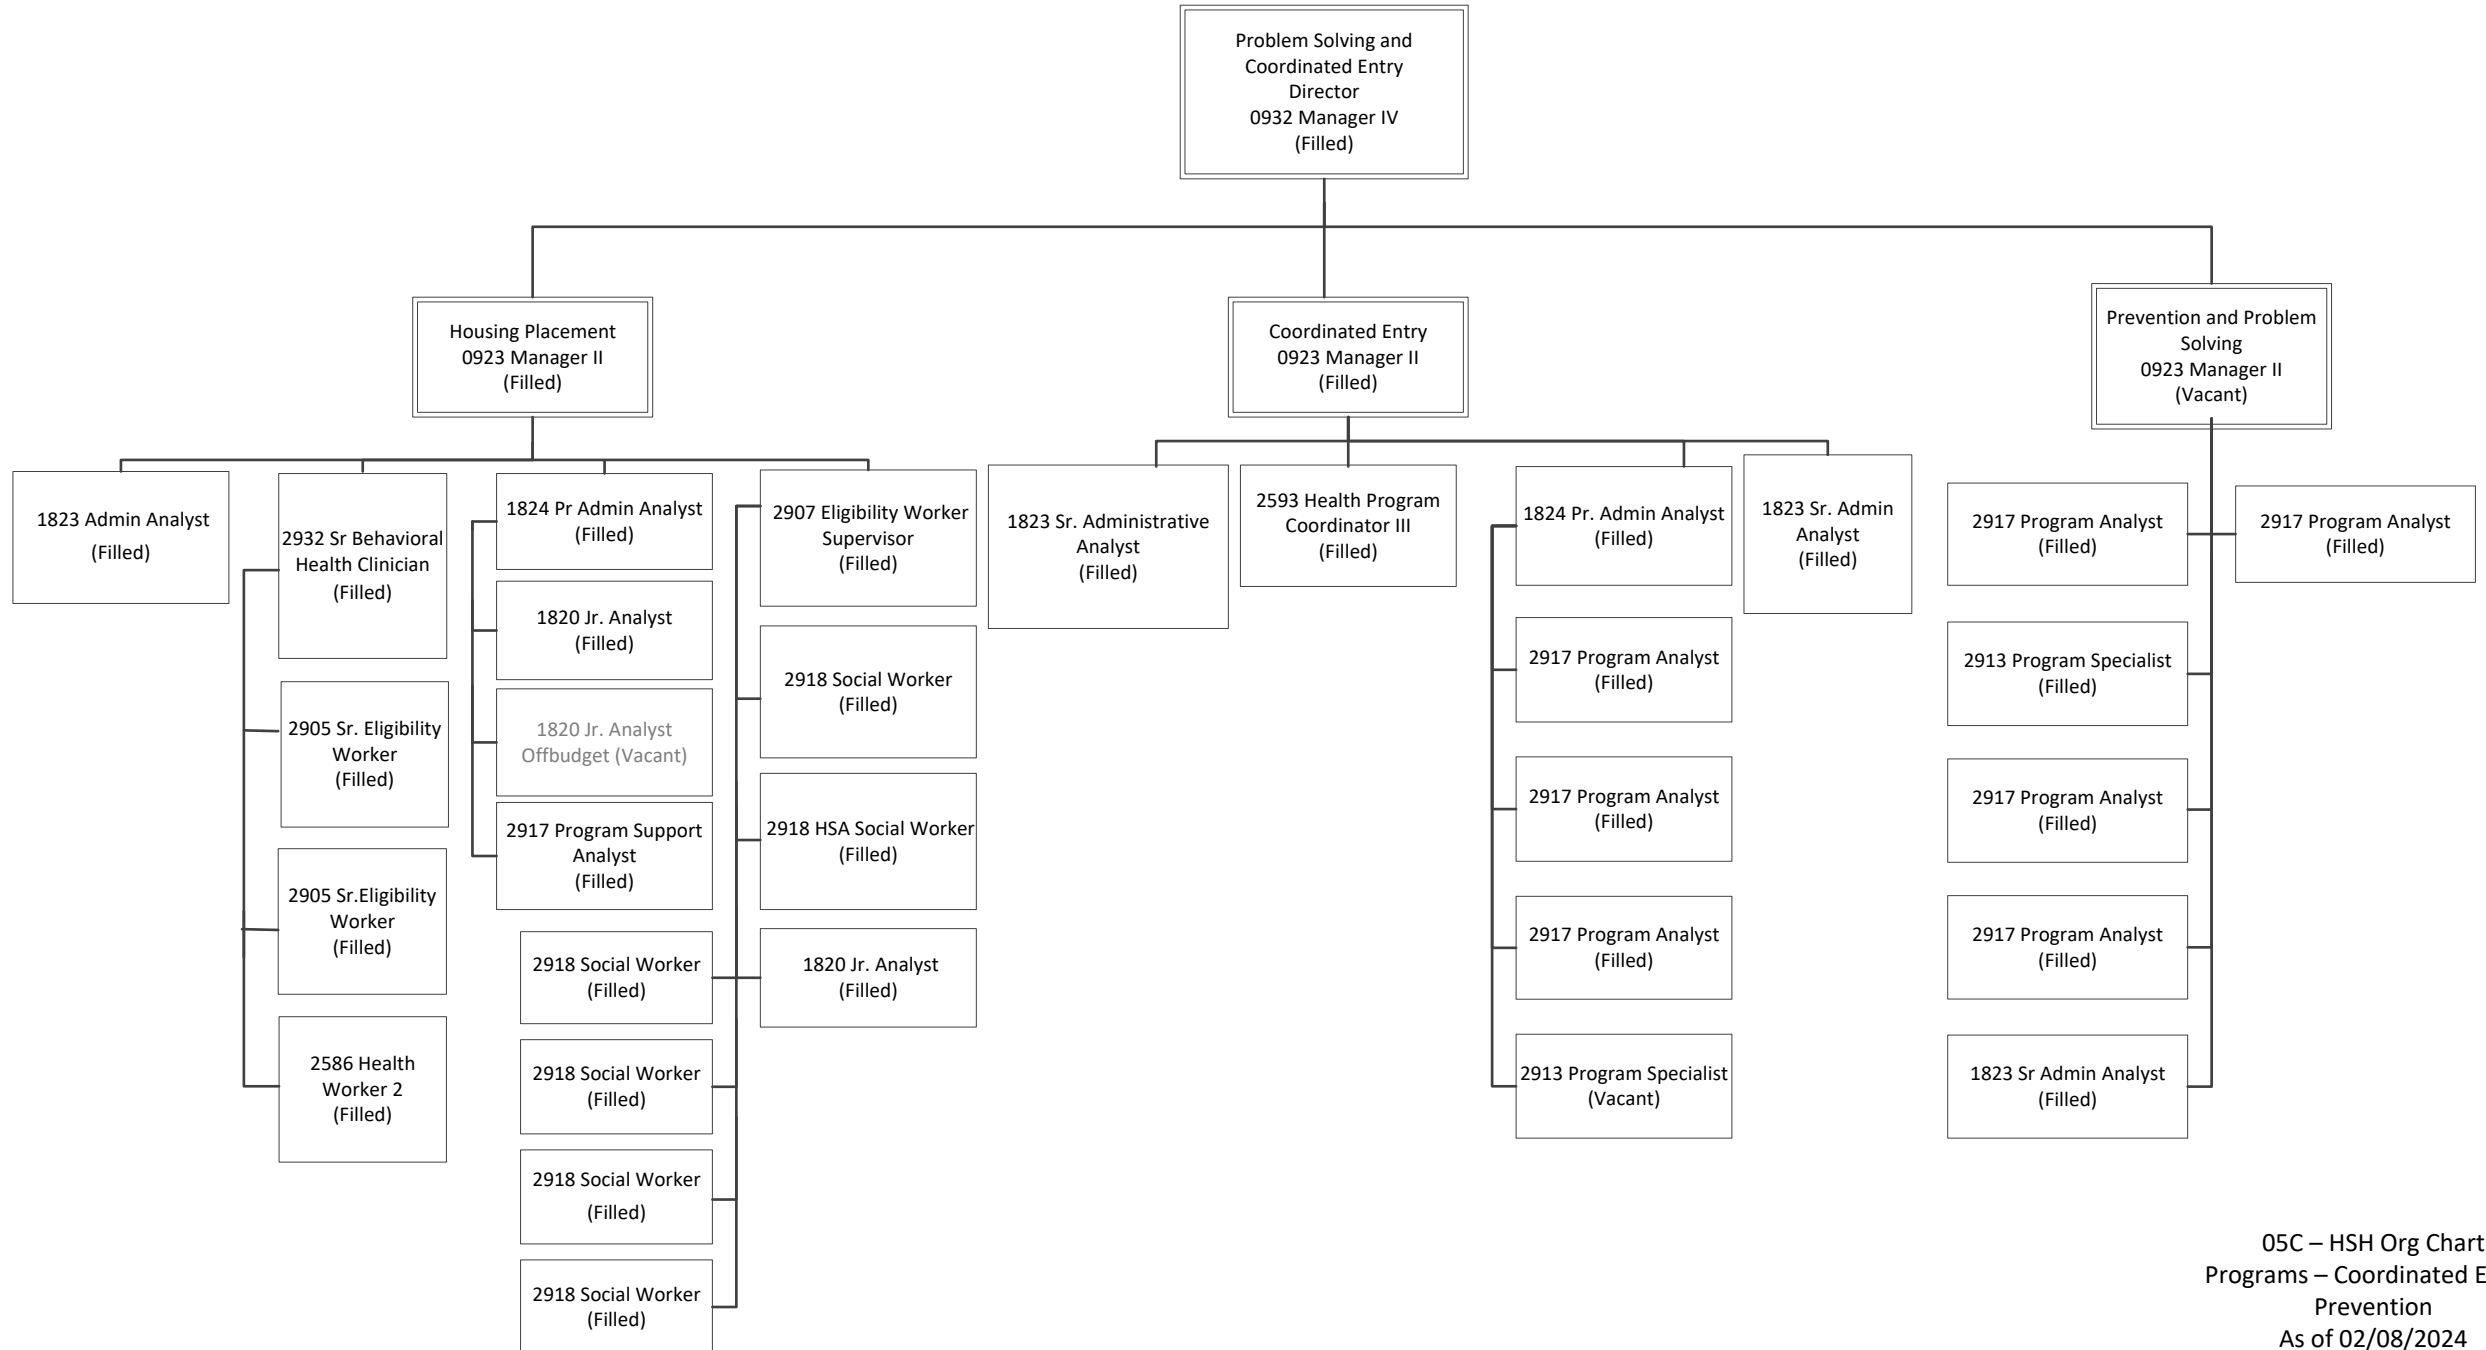 Problem Solving and
Coordinated Entry
Director
0932 Manager IV
(Filled)
Housing Placement
0923 Manager II
(Filled)
Coordinated Entry
0923 Manager II
(Filled)
Prevention and Problem
Solving
0923 Manager II
(Vacant)
1823 Admin Analyst
(Filled)
2932 Sr Behavioral
Health Clinician
(Filled)
2905 Sr. Eligibility
Worker
(Filled)
2905 Sr.Eligibility
Worker
(Filled)
2586 Health
Worker 2
(Filled)
1824 Pr Admin Analyst
(Filled)
1820 Jr. Analyst
(Filled)
1820 Jr. Analyst
Offbudget (Vacant)
2917 Program Support
Analyst
(Filled)
2907 Eligibility Worker
Supervisor
(Filled)
2918 Social Worker
(Filled)
2918 HSA Social Worker
(Filled)
1820 Jr. Analyst
(Filled)
2918 Social Worker
(Filled)
2918 Social Worker
(Filled)
2918 Social Worker
(Filled)
2918 Social Worker
(Filled)
1823 Sr. Administrative
Analyst
(Filled)
2593 Health Program
Coordinator III
(Filled)
1824 Pr. Admin Analyst
(Filled)
2917 Program Analyst
(Filled)
2917 Program Analyst
(Filled)
2917 Program Analyst
(Filled)
2913 Program Specialist
(Vacant)
1823 Sr. Admin
Analyst
(Filled)
2917 Program Analyst
(Filled)
2917 Program Analyst
(Filled)
2913 Program Specialist
(Filled)
2917 Program Analyst
(Filled)
2917 Program Analyst
(Filled)
1823 Sr Admin Analyst
(Filled)
05C – HSH Org Chart
Programs – Coordinated E
Prevention
As of 02/08/2024